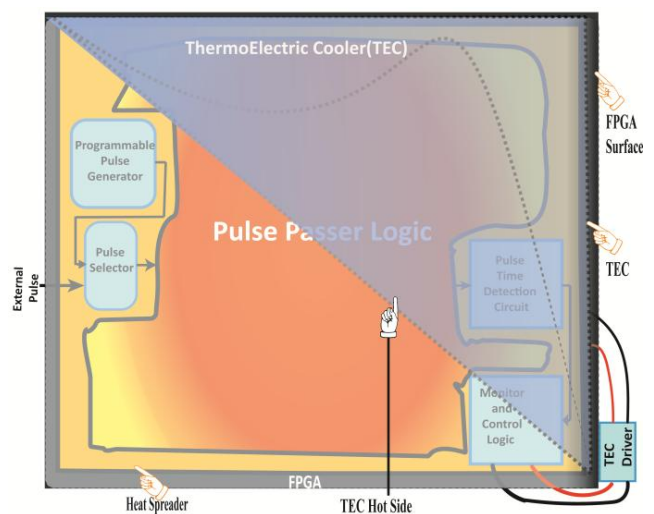 ThermoElectric Cooler(TEC)
FPGA
Surface
Programmable
Pulse
Generator
Pulse Passer Logic
Pulse
Selector
External
Pulse
Pulse
Time
Detection
Circuit
TEC
Monitor
and
Control
Logic
TEC
Driver
FPGA
Heat Spreader
TEC Hot Side